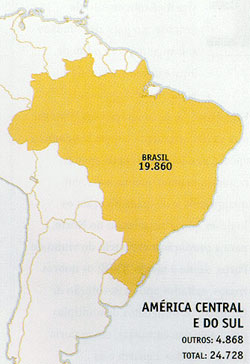 BRASIL
19.860
AMÉRICA CENTRAL
E DO SUL
OUTROS: 4.868
TOTAL: 24.728